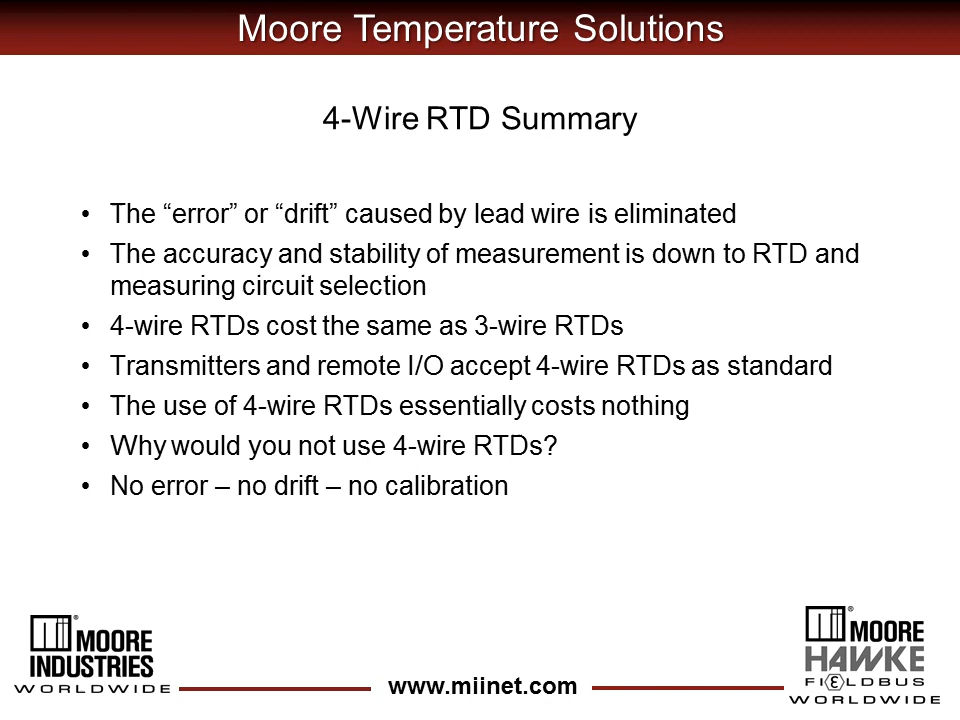 Moore Temperature Solutions
4-Wire RTD Summary
• The “error” or “drift” caused by lead wire is eliminated
• The accuracy and stability of measurement is down to RTD and
measuring circuit selection
• 4-wire RTDs cost the same as 3-wire RTDs
• Transmitters and remote I/O accept 4-wire RTDs as standard
• The use of 4-wire RTDs essentially costs nothing
• Why would you not use 4-wire RTDs?
• No error – no drift – no calibration
® MOORE
INDUSTRIES
WORLDWIDE
www.miinet.com
® MOORE
HAWKE
FIELDBUS
WORLDWIDE